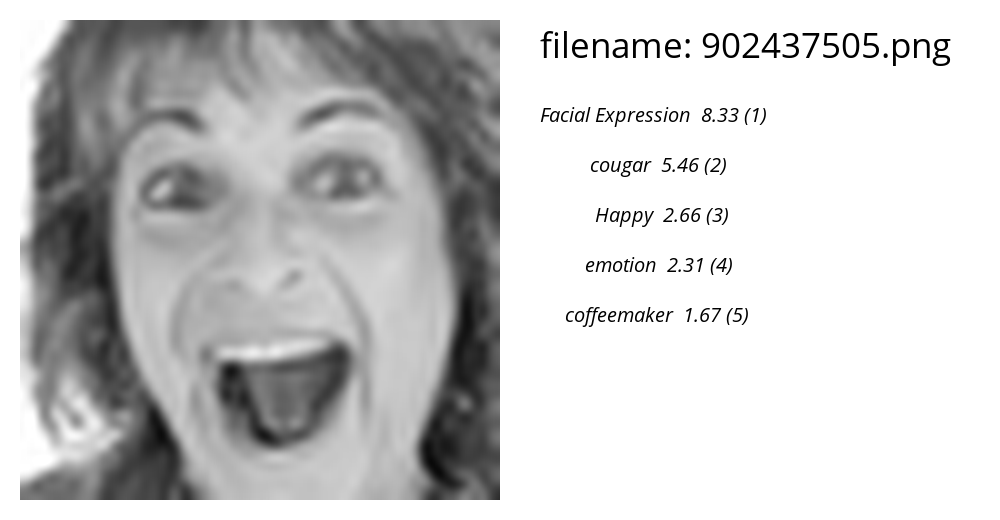 filename: 902437505.png
Facial Expression 8.33 (1)
cougar 5.46 (2)
Happy 2.66 (3)
emotion 2.31 (4)
coffeemaker 1.67 (5)